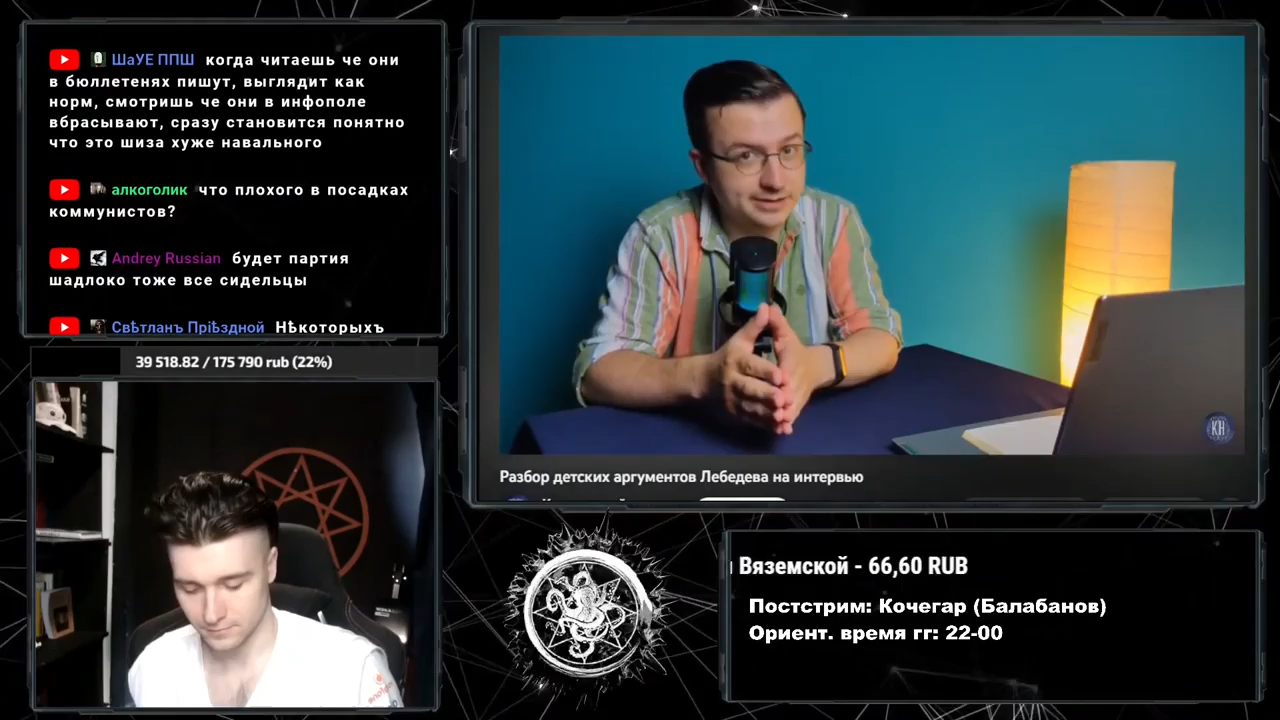 ШаУЕ ППШ когда читаешь че они
в бюллетенях пишут, выглядит как
норм, смотришь че они в инфополе
вбрасывают, сразу становится понятно
что это шиза хуже навального
алкоголик что плохого в посадках
коммунистов?
Andrey Russian будет партия
шадлоко тоже все сидельцы
Свѣтланъ Прiѣздной Нѣкоторыхъ
39 518.82 / 175 790 rub (22%)
КН
Разбор детских аргументов Лебедева на интервью
Вяземской - 66,60 RUB
Постстрим: Кочегар (Балабанов)
Ориент. время гг: 22-00